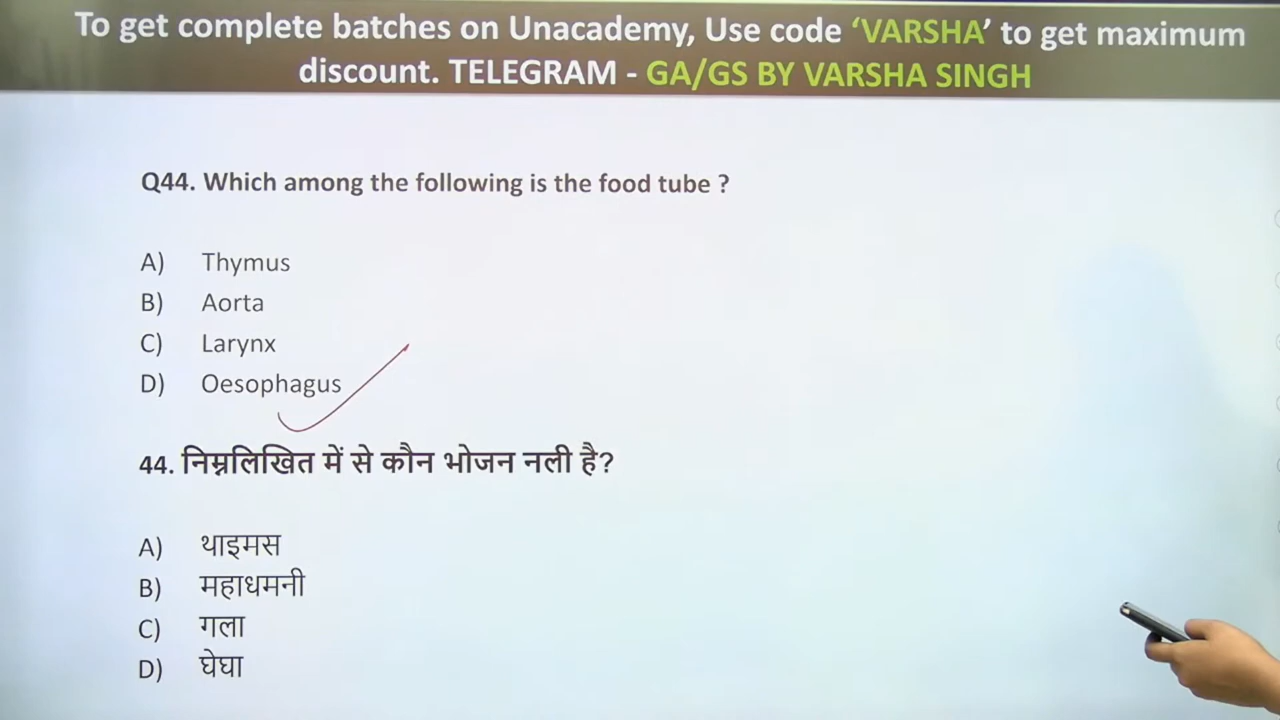 To get complete batches on Unacademy, Use code ‘VARSHA’ to get maximum
discount. TELEGRAM - GA/GS BY VARSHA SINGH
Q44. Which among the following is the food tube ?
A) Thymus
B) Aorta
C) Larynx
D) Oesophagus
44. निम्नलिखित में से कौन भोजन नली है?
A) थाइमस
B) महाधमनी
C) गला
D) घेघा